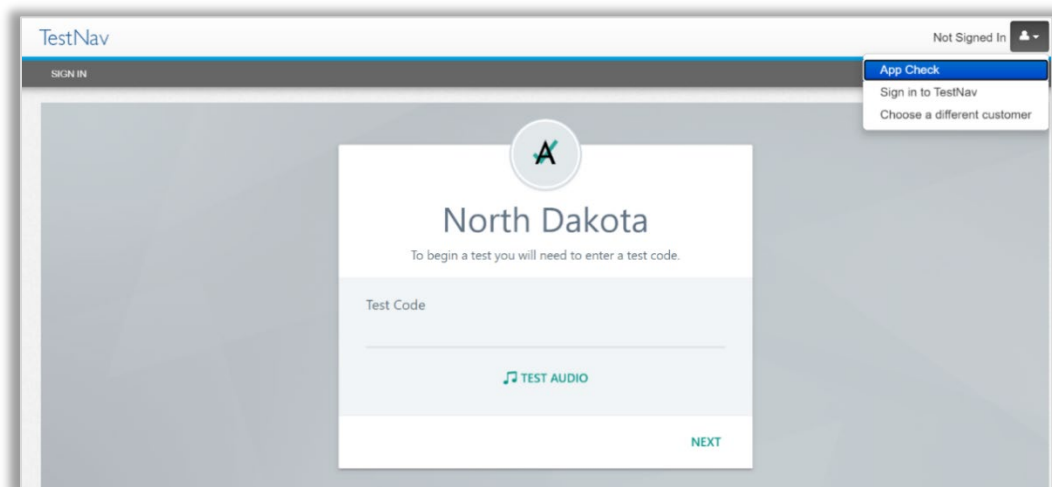 TestNav
Not Signed In
SIGN IN
App Check
Sign in to TestNav
Choose a different customer
A
North Dakota
To begin a test you will need to enter a test code.
Test Code
TEST AUDIO
NEXT